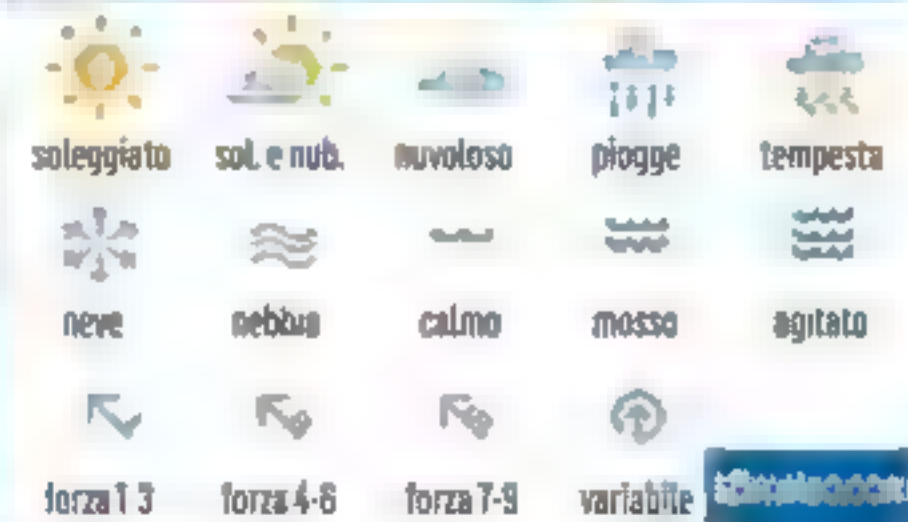 soleggiato sol. e nub. nuvoloso piogge tempesta
neve nebbia calmo mosso agitato
forza 1-3 forza 4-6 forza 7-9 variabile